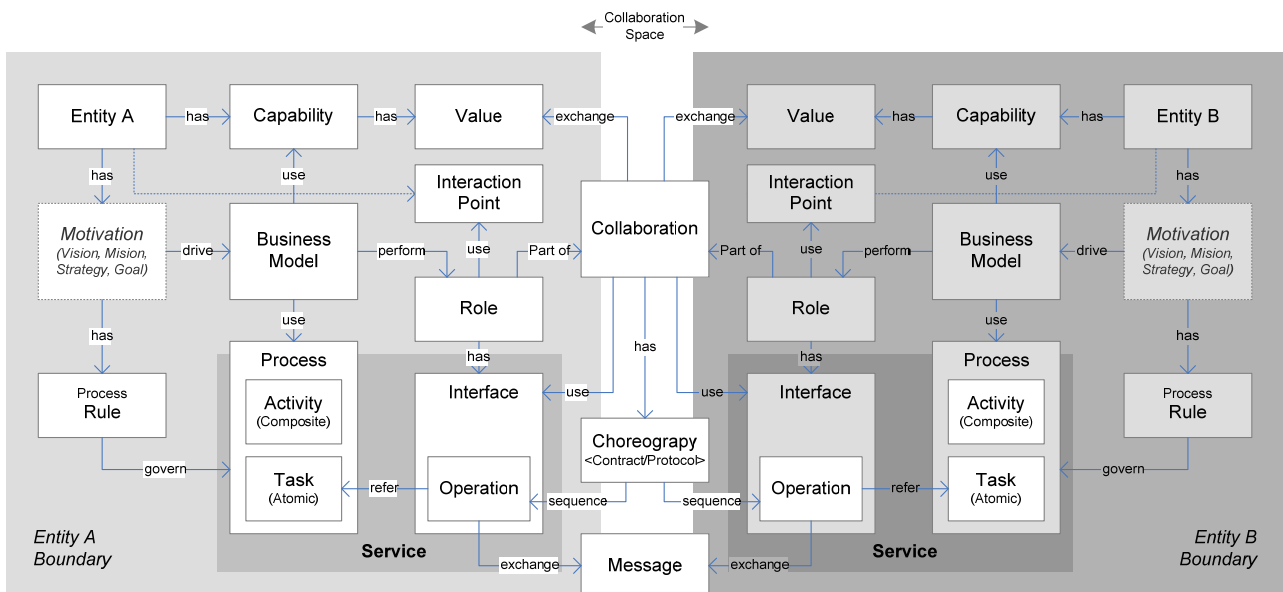 Collaboration
Space
Entity A
has
Capability
has
Value
exchange
exchange
Value
has
Capability
has
Entity B
has
use
Interaction
Point
Interaction
Point
use
has
Motivation
(Vision, Mision,
Strategy, Goal)
drive
Business
Model
perform
use
Part of
Collaboration
Part of
use
perform
Business
Model
drive
Motivation
(Vision, Mision,
Strategy, Goal)
Role
Role
has
use
has
has
has
use
has
Process
Process
Process
Rule
Activity
(Composite)
Interface
use
use
Interface
Activity
(Composite)
Process
Rule
Choreograpy
<Contract/Protocol>
govern
Task
(Atomic)
refer
Operation
sequence
sequence
Operation
refer
Task
(Atomic)
govern
Entity A
Boundary
Service
exchange
Message
exchange
Service
Entity B
Boundary